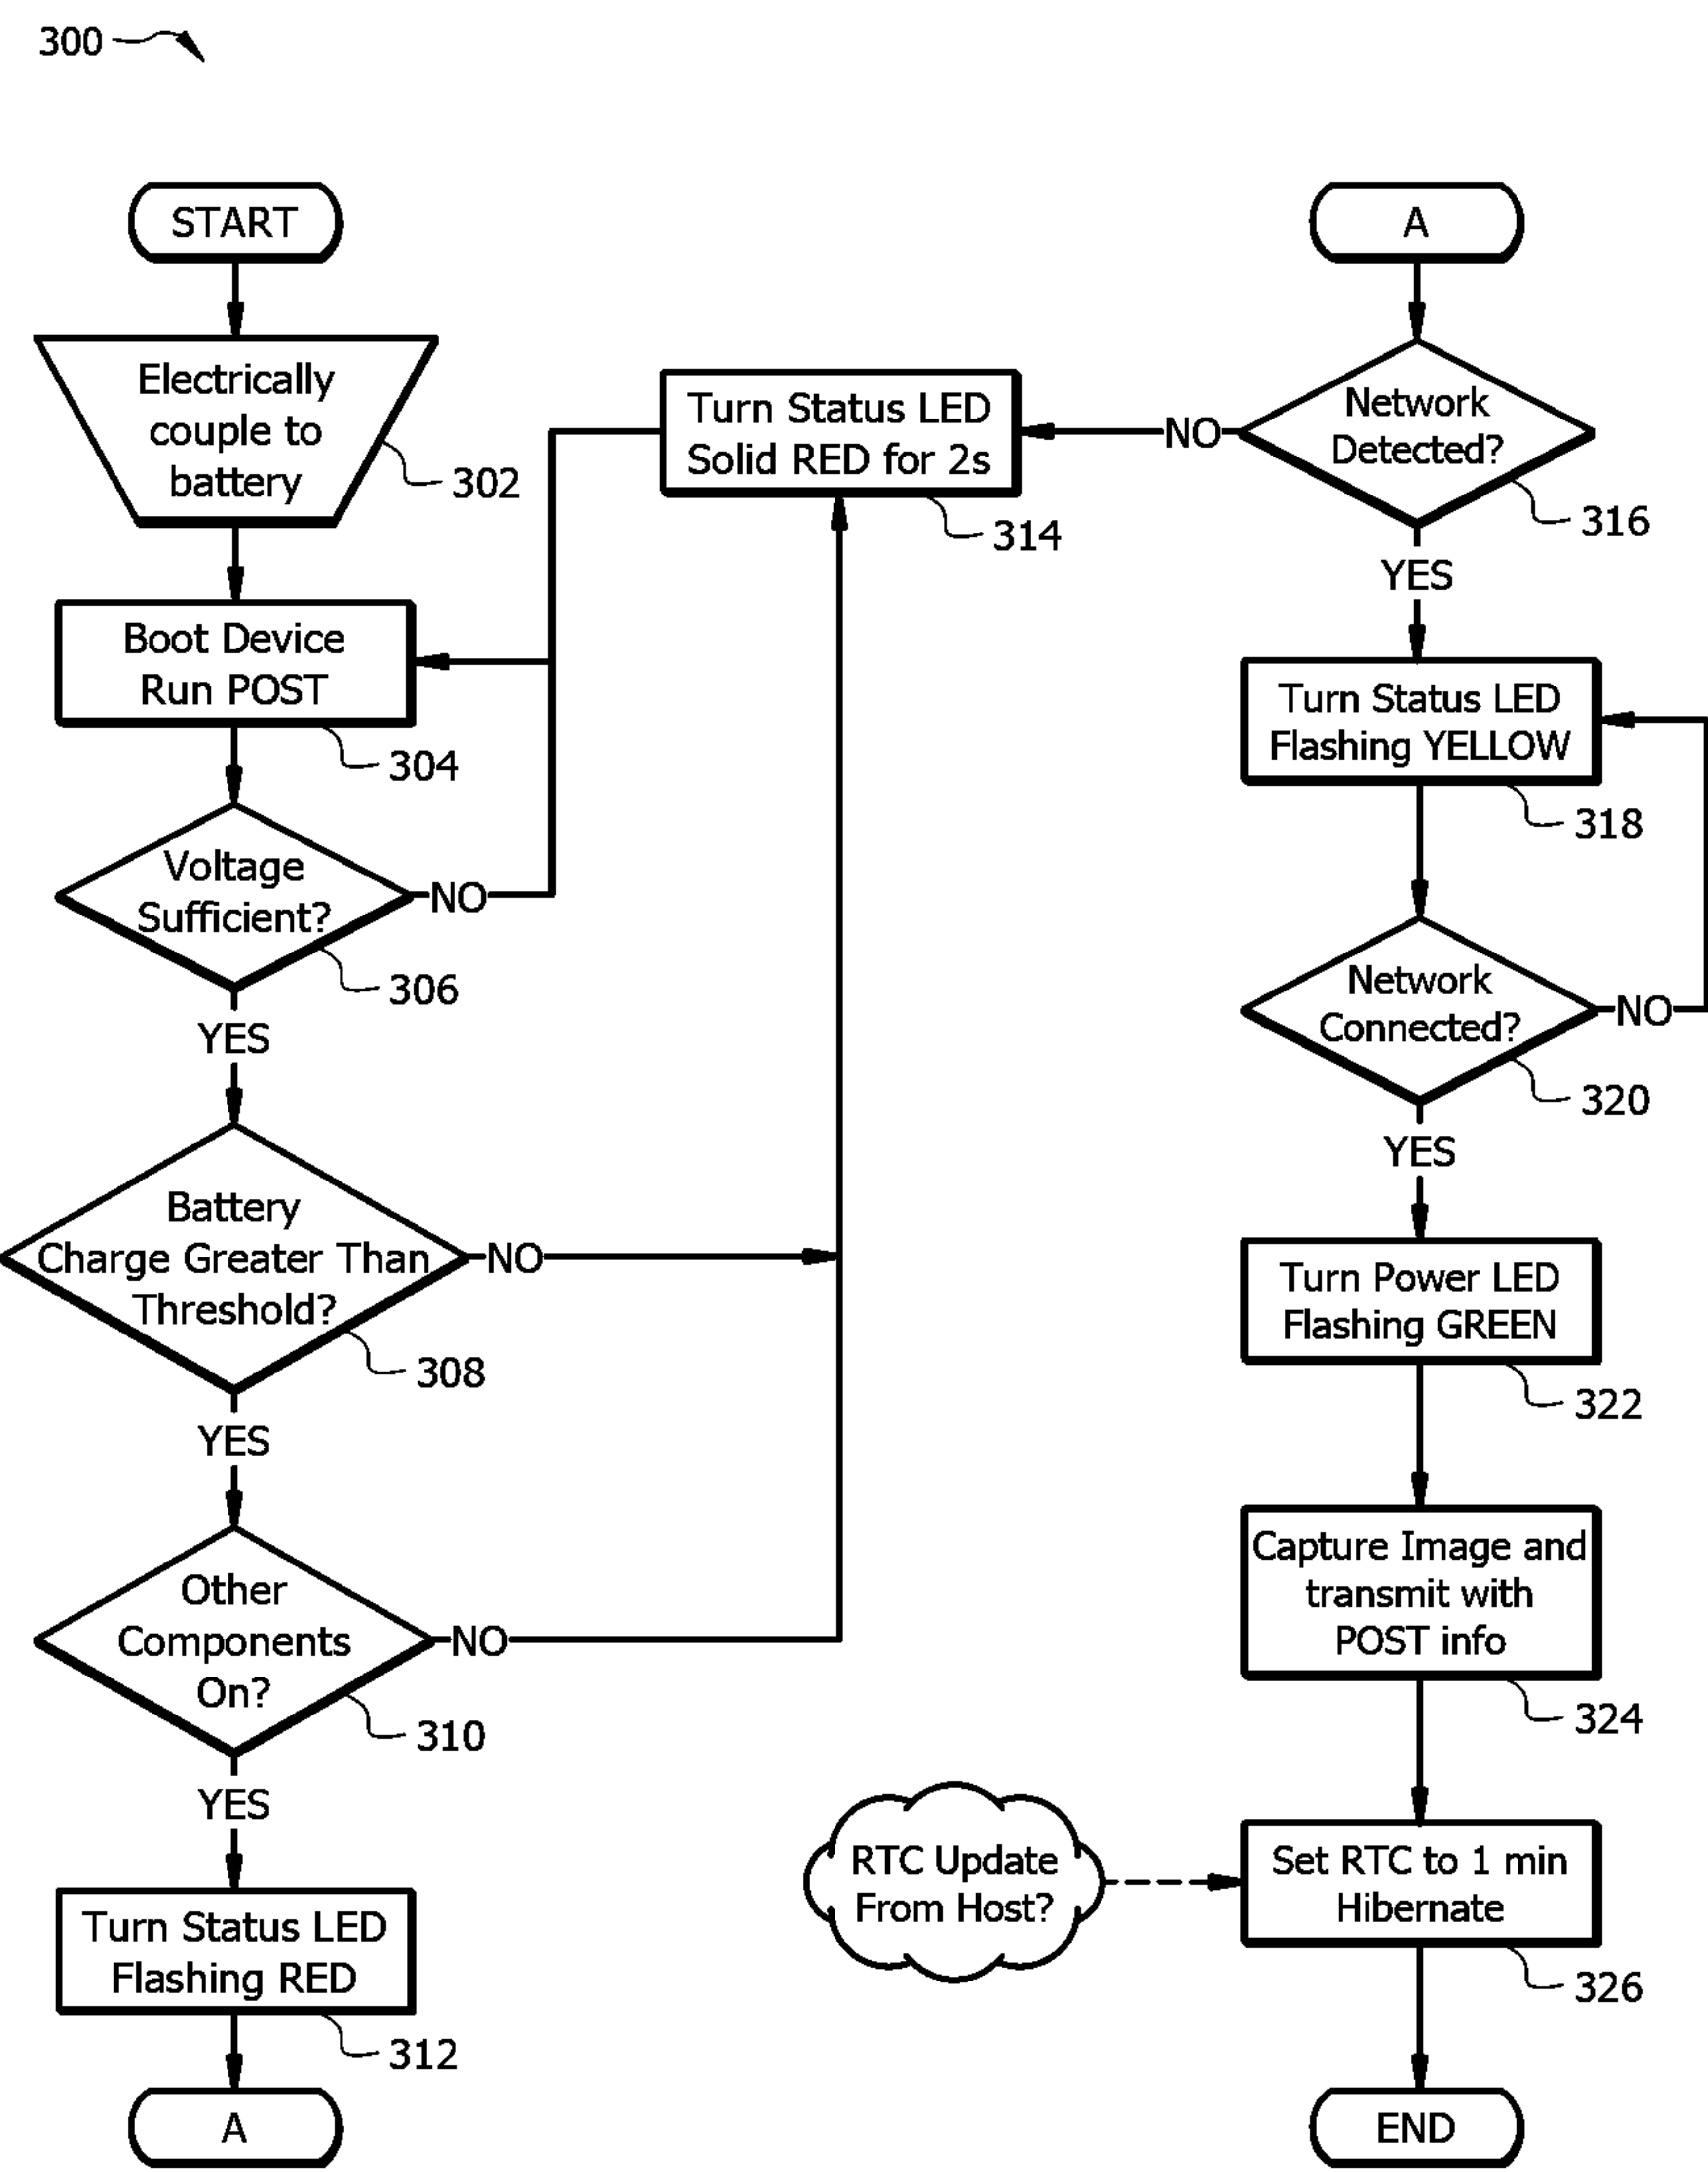 300
START
Electrically
couple to
battery
302
Boot Device
Run POST
304
Voltage
Sufficient?
NO
306
YES
Battery
Charge Greater Than
Threshold?
NO
308
YES
Other
Components
On?
NO
310
YES
Turn Status LED
Flashing RED
312
A
Turn Status LED
Solid RED for 2s
314
A
Network
Detected?
NO
316
YES
Turn Status LED
Flashing YELLOW
318
Network
Connected?
NO
320
YES
Turn Power LED
Flashing GREEN
322
Capture Image and
transmit with
POST info
324
RTC Update
From Host?
Set RTC to 1 min
Hibernate
326
END